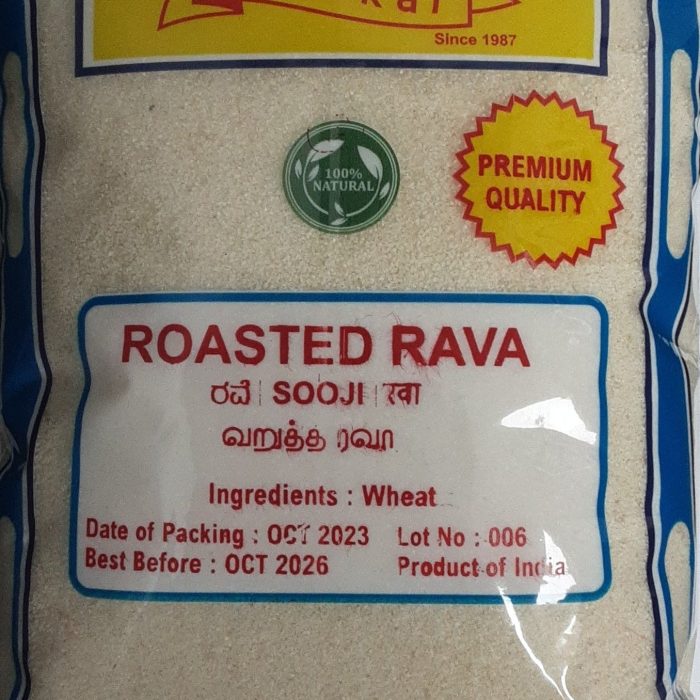 Since 1987
100%
NATURAL
PREMIUM
QUALITY
ROASTED RAVA
ರವೆ | SOOJI | रवा
வறுத்த ரவா
Ingredients : Wheat
Date of Packing : OCT 2023 Lot No : 006
Best Before : OCT 2026 Product of India